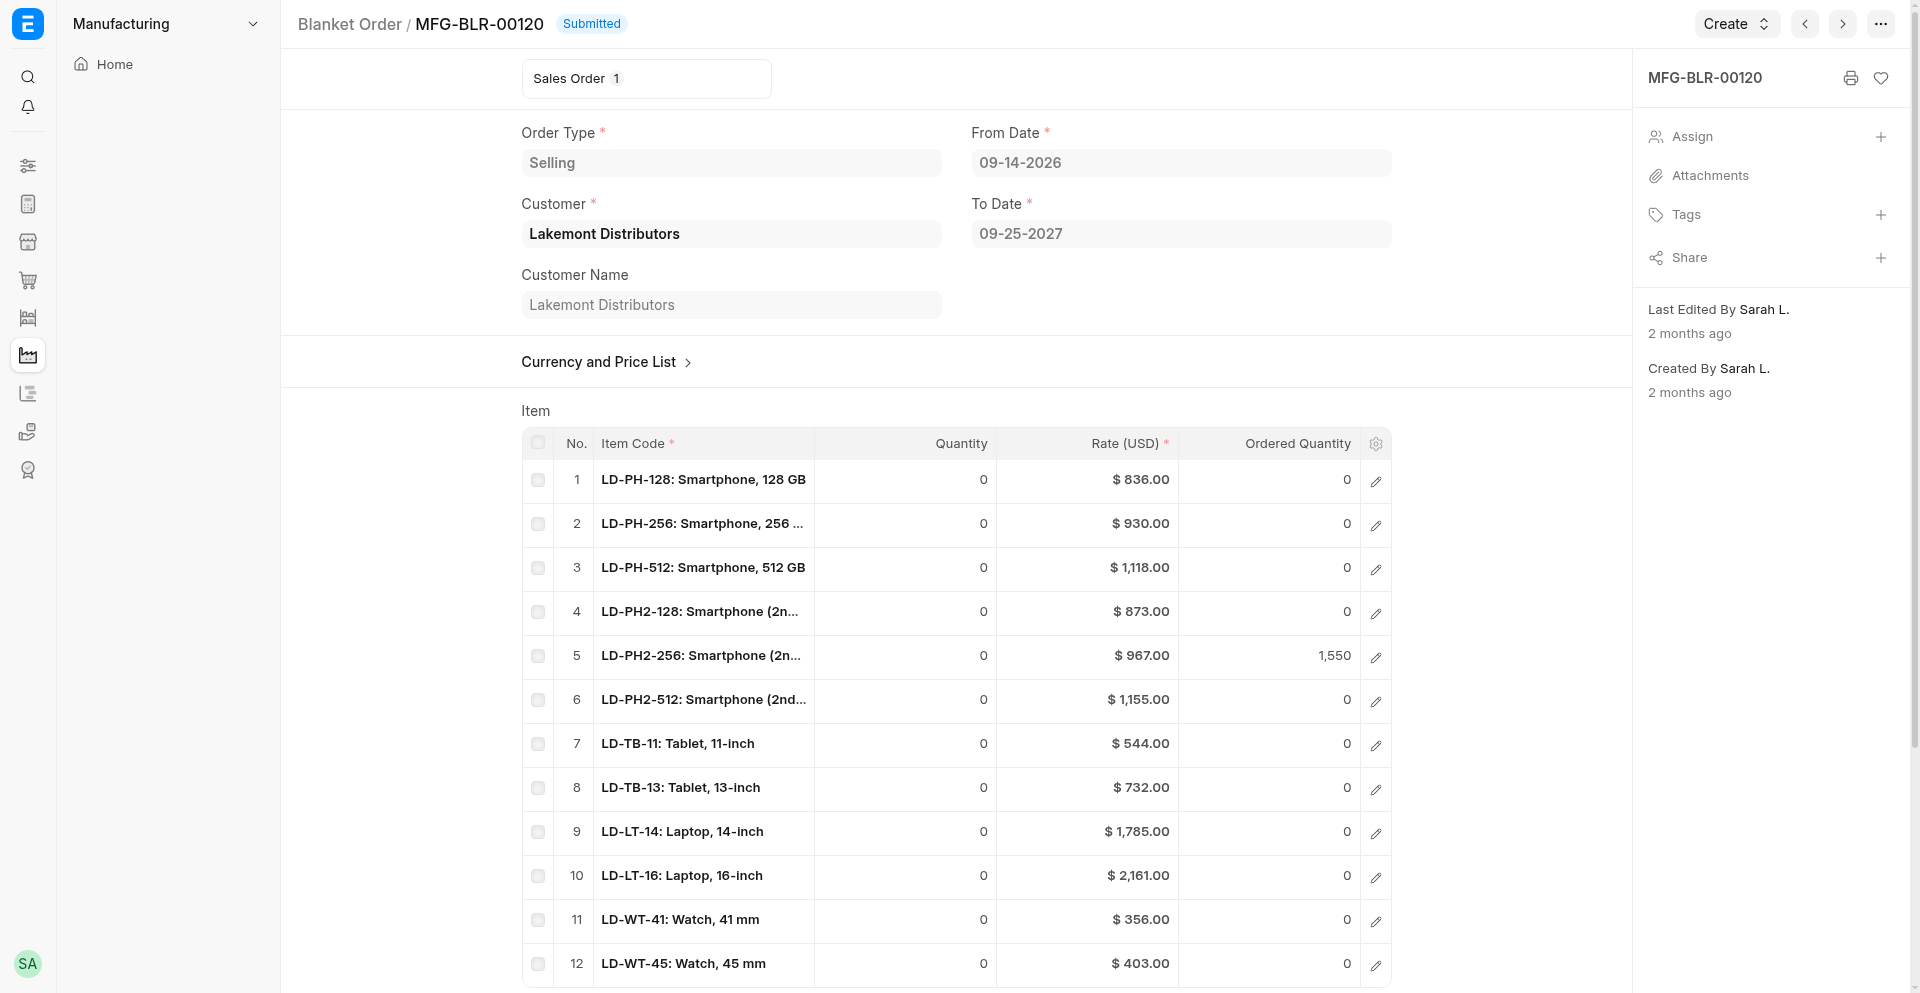 Manufacturing
Home
Blanket Order / MFG-BLR-00120 Submitted
Create
Sales Order 1
Order Type *
Selling
From Date *
09-14-2026
Customer *
Lakemont Distributors
To Date *
09-25-2027
Customer Name
Lakemont Distributors
Currency and Price List
Item
No. Item Code * Quantity Rate (USD) * Ordered Quantity
1 LD-PH-128: Smartphone, 128 GB 0 $ 836.00 0
2 LD-PH-256: Smartphone, 256 ... 0 $ 930.00 0
3 LD-PH-512: Smartphone, 512 GB 0 $ 1,118.00 0
4 LD-PH2-128: Smartphone (2n... 0 $ 873.00 0
5 LD-PH2-256: Smartphone (2n... 0 $ 967.00 1,550
6 LD-PH2-512: Smartphone (2nd... 0 $ 1,155.00 0
7 LD-TB-11: Tablet, 11-inch 0 $ 544.00 0
8 LD-TB-13: Tablet, 13-inch 0 $ 732.00 0
9 LD-LT-14: Laptop, 14-inch 0 $ 1,785.00 0
10 LD-LT-16: Laptop, 16-inch 0 $ 2,161.00 0
11 LD-WT-41: Watch, 41 mm 0 $ 356.00 0
12 LD-WT-45: Watch, 45 mm 0 $ 403.00 0
MFG-BLR-00120
Assign
Attachments
Tags
Share
Last Edited By Sarah L.
2 months ago
Created By Sarah L.
2 months ago
SA